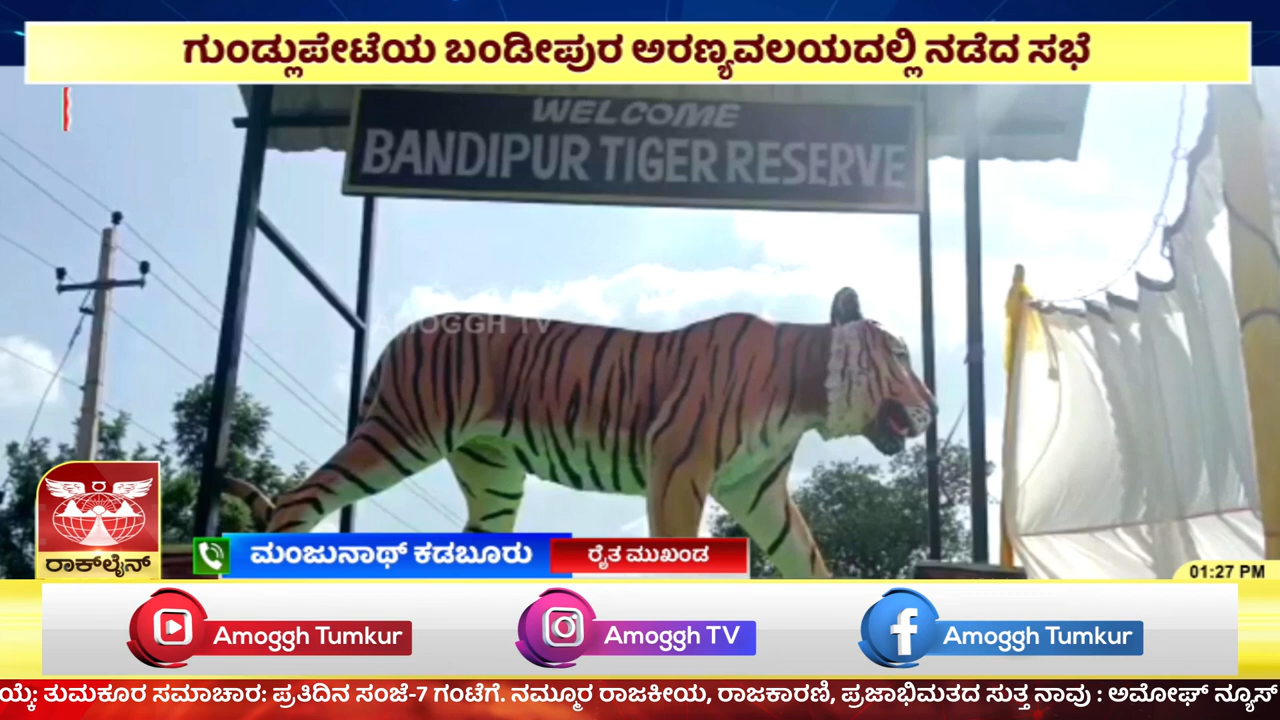 ಗುಂಡ್ಲುಪೇಟೆಯ ಬಂಡೀಪುರ ಅರಣ್ಯವಲಯದಲ್ಲಿ ನಡೆದ ಸಭೆ
WELCOME
BANDIPUR TIGER RESERVE
AMOGGH TV
ಮಂಜುನಾಥ್ ಕಡಬೂರು
ರೈತ ಮುಖಂಡ
ರಾಕ್‌ಲೈನ್
01:27 PM
Amoggh Tumkur
Amoggh TV
Amoggh Tumkur
ತುಮಕೂರ ಸಮಾಚಾರ: ಪ್ರತಿದಿನ ಸಂಜೆ-7 ಗಂಟೆಗೆ. ನಮ್ಮೂರ ರಾಜಕೀಯ, ರಾಜಕಾರಣಿ, ಪ್ರಜಾಭಿಮತದ ಸುತ್ತ ನಾವು : ಅಮೋಘ್ ನ್ಯೂಸ್